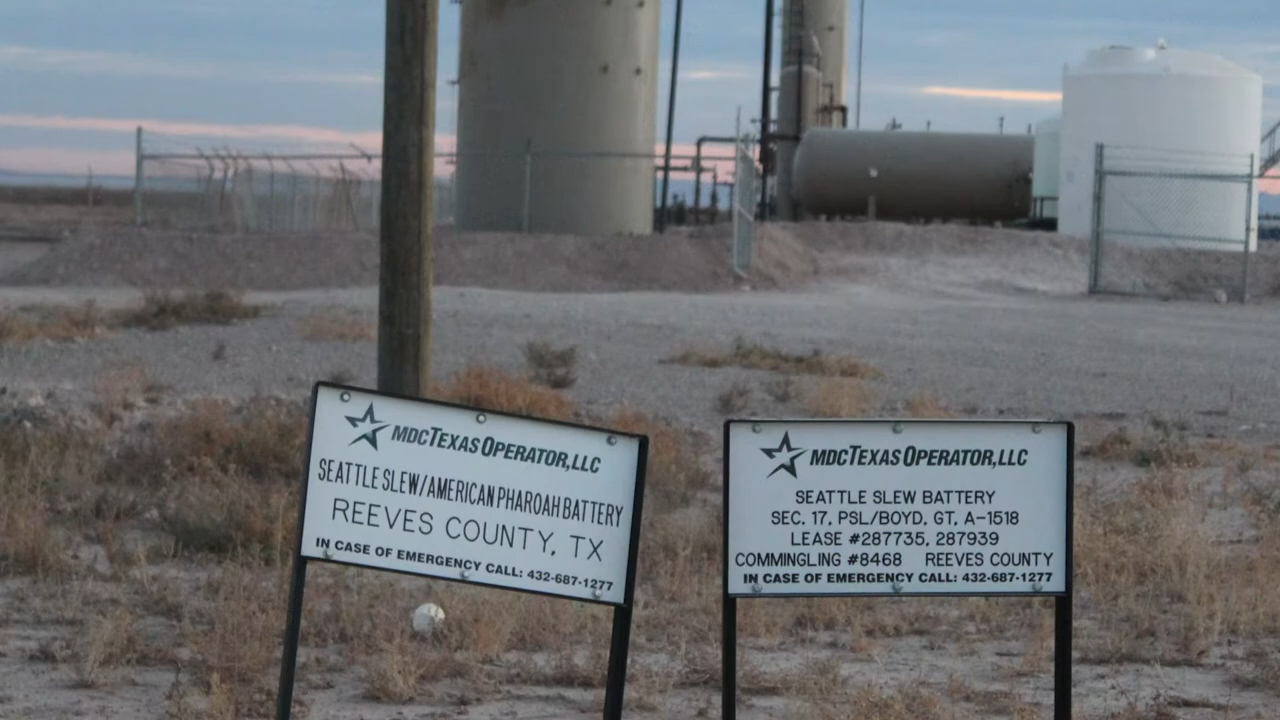 MDCTEXAS OPERATOR, LLC
SEATTLE SLEW/AMERICAN PHAROAH BATTERY
REEVES COUNTY, TX
IN CASE OF EMERGENCY CALL: 432-687-1277
MDCTEXAS OPERATOR, LLC
SEATTLE SLEW BATTERY
SEC. 17, PSL/BOYD, GT, A-1518
LEASE #287735, 287939
COMMINGLING #8468 REEVES COUNTY
IN CASE OF EMERGENCY CALL: 432-687-1277